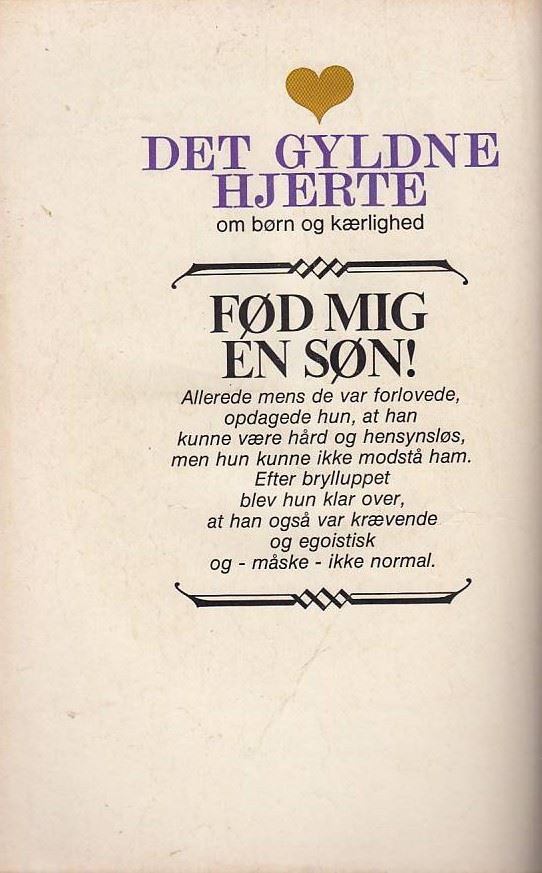 DET GYLDNE
HJERTE
om børn og kærlighed
FØD MIG
EN SØN!
Allerede mens de var forlovede,
opdagede hun, at han
kunne være hård og hensynsløs,
men hun kunne ikke modstå ham.
Efter brylluppet
blev hun klar over,
at han også var krævende
og egoistisk
og - måske - ikke normal.